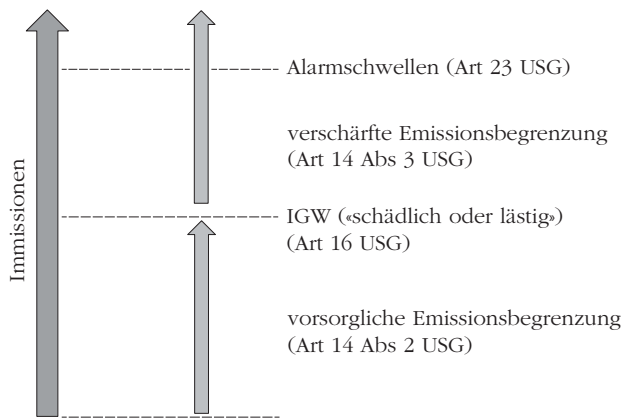 Immissionen
Alarmschwellen (Art 23 USG)
verschärfte Emissionsbegrenzung
(Art 14 Abs 3 USG)
IGW («schädlich oder lästig»)
(Art 16 USG)
vorsorgliche Emissionsbegrenzung
(Art 14 Abs 2 USG)